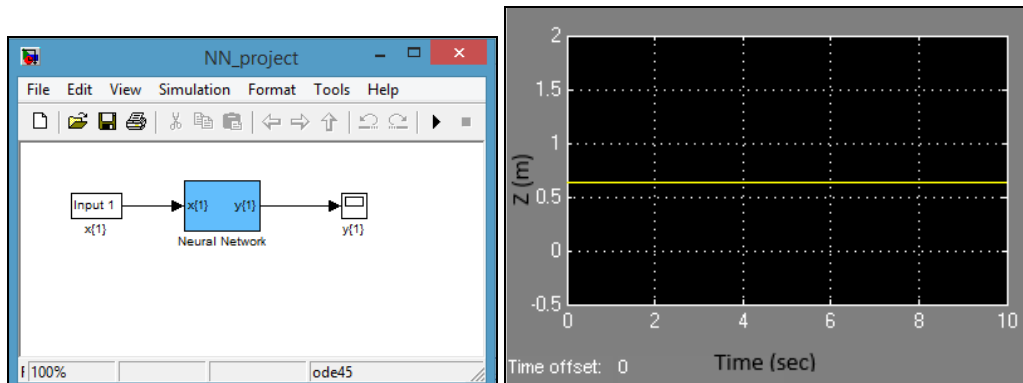 NN_project
File Edit View Simulation Format Tools Help
Input 1
x{1}
x{1} y{1}
Neural Network
y{1}
100%
ode45
2
1.5
1
0.5
0
-0.5
Z (m)
0 2 4 6 8 10
Time offset: 0
Time (sec)